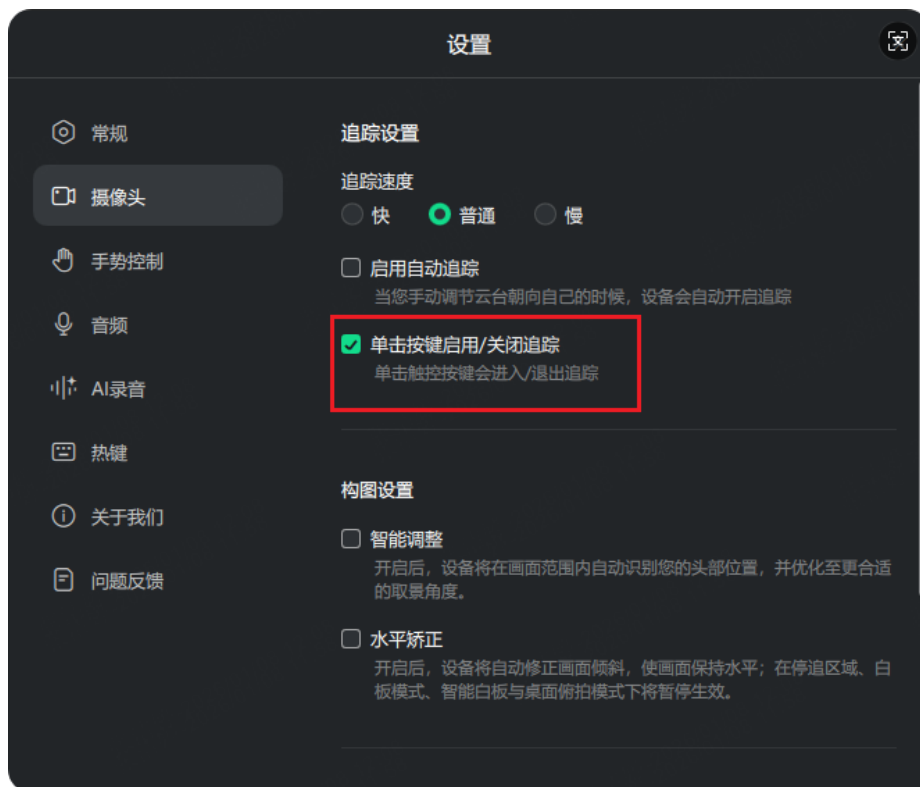 设置
常规
摄像头
手势控制
音频
AI录音
热键
关于我们
问题反馈
追踪设置
追踪速度
快 普通 慢
启用自动追踪
当您手动调节云台朝向自己的时候，设备会自动开启追踪
单击按键启用/关闭追踪
单击触控按键会进入/退出追踪
构图设置
智能调整
开启后，设备将在画面范围内自动识别您的头部位置，并优化至更合适
的取景角度。
水平矫正
开启后，设备将自动修正画面倾斜，使画面保持水平；在停追区域、白
板模式、智能白板与桌面俯拍模式下将暂停生效。